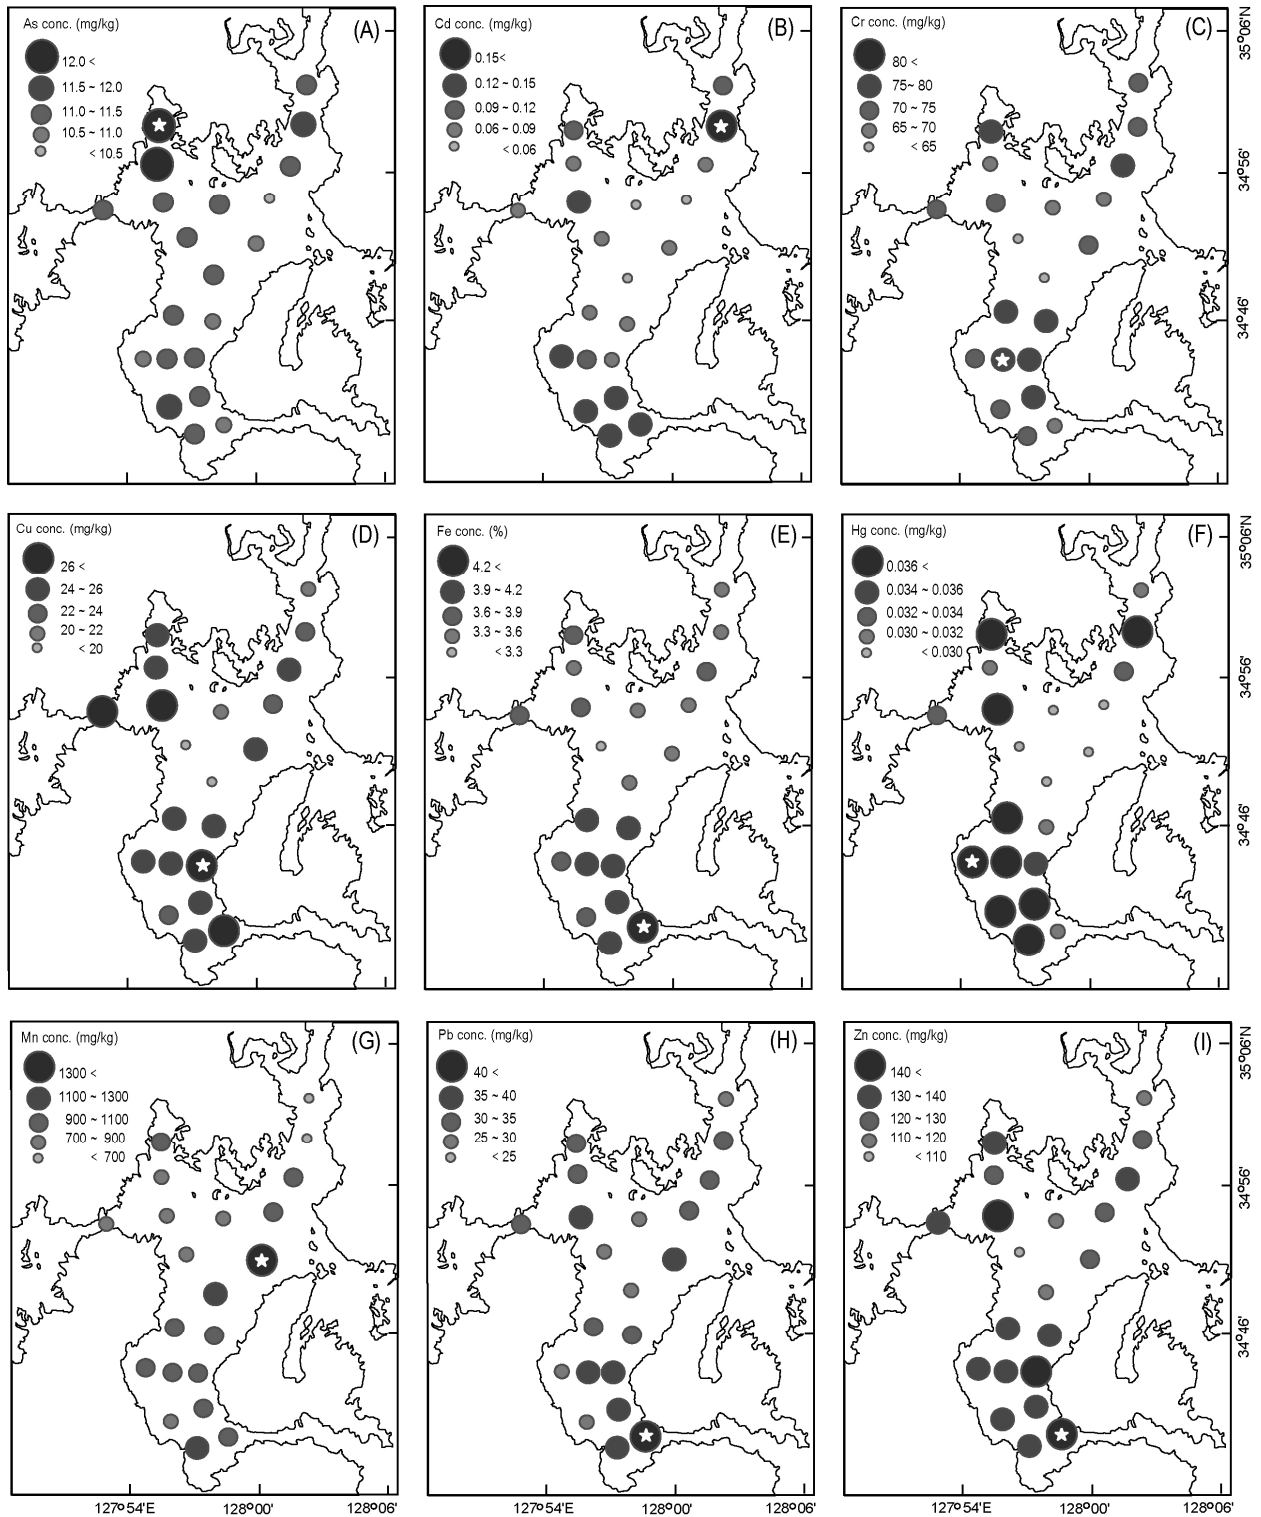 As conc. (mg/kg)
(A)
12.0 <
11.5 ~ 12.0
11.0 ~ 11.5
10.5 ~ 11.0
< 10.5
Cd conc. (mg/kg)
(B)
0.15<
0.12 ~ 0.15
0.09 ~ 0.12
0.06 ~ 0.09
< 0.06
Cr conc. (mg/kg)
(C)
80 <
75~ 80
70 ~ 75
65 ~ 70
< 65
35°06'N
34°56'
34°46'
Cu conc. (mg/kg)
(D)
26 <
24 ~ 26
22 ~ 24
20 ~ 22
< 20
Fe conc. (%)
(E)
4.2 <
3.9 ~ 4.2
3.6 ~ 3.9
3.3 ~ 3.6
< 3.3
Hg conc. (mg/kg)
(F)
0.036 <
0.034 ~ 0.036
0.032 ~ 0.034
0.030 ~ 0.032
< 0.030
35°06'N
34°56'
34°46'
Mn conc. (mg/kg)
(G)
1300 <
1100 ~ 1300
900 ~ 1100
700 ~ 900
< 700
Pb conc. (mg/kg)
(H)
40 <
35 ~ 40
30 ~ 35
25 ~ 30
< 25
Zn conc. (mg/kg)
(I)
140 <
130 ~ 140
120 ~ 130
110 ~ 120
< 110
35°06'N
34°56'
34°46'
127°54'E 128°00' 128°06'
127°54'E 128°00' 128°06'
127°54'E 128°00' 128°06'